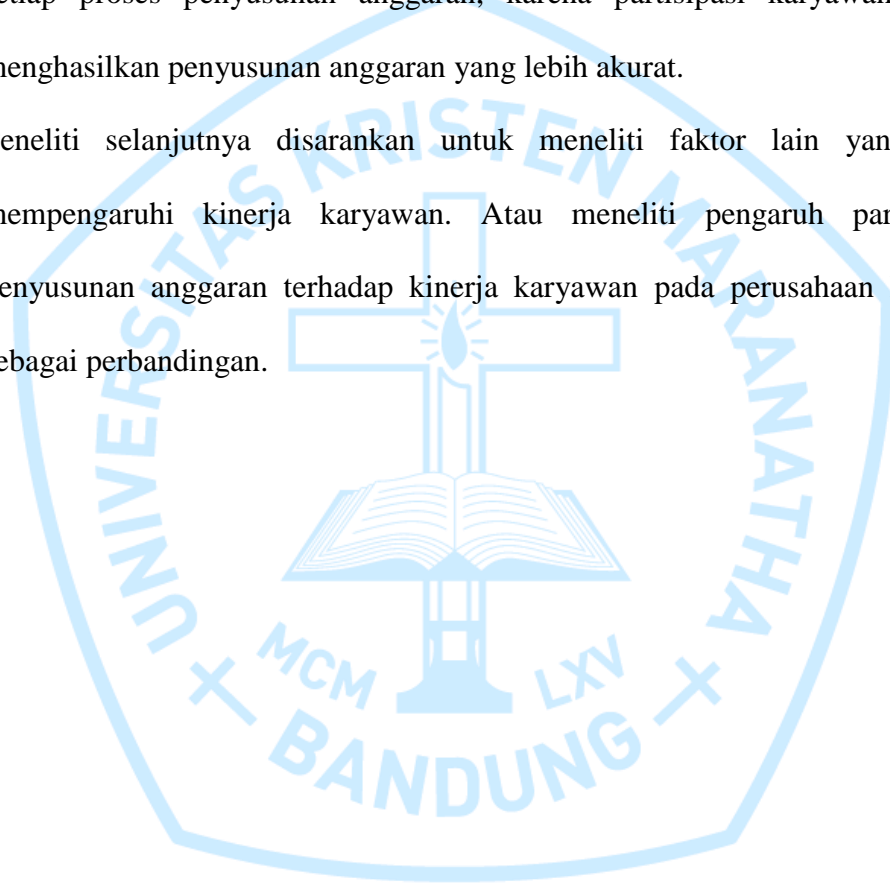 setiap proses penyusunan anggaran, karena partisipasi karyawan
menghasilkan penyusunan anggaran yang lebih akurat.
eneliti selanjutnya disarankan untuk meneliti faktor lain yan
mempengaruhi kinerja karyawan. Atau meneliti pengaruh par
enyusunan anggaran terhadap kinerja karyawan pada perusahaan
sebagai perbandingan.
UNIVERSITAS KRISTEN MARANATHA
MCM LXV
BANDUNG